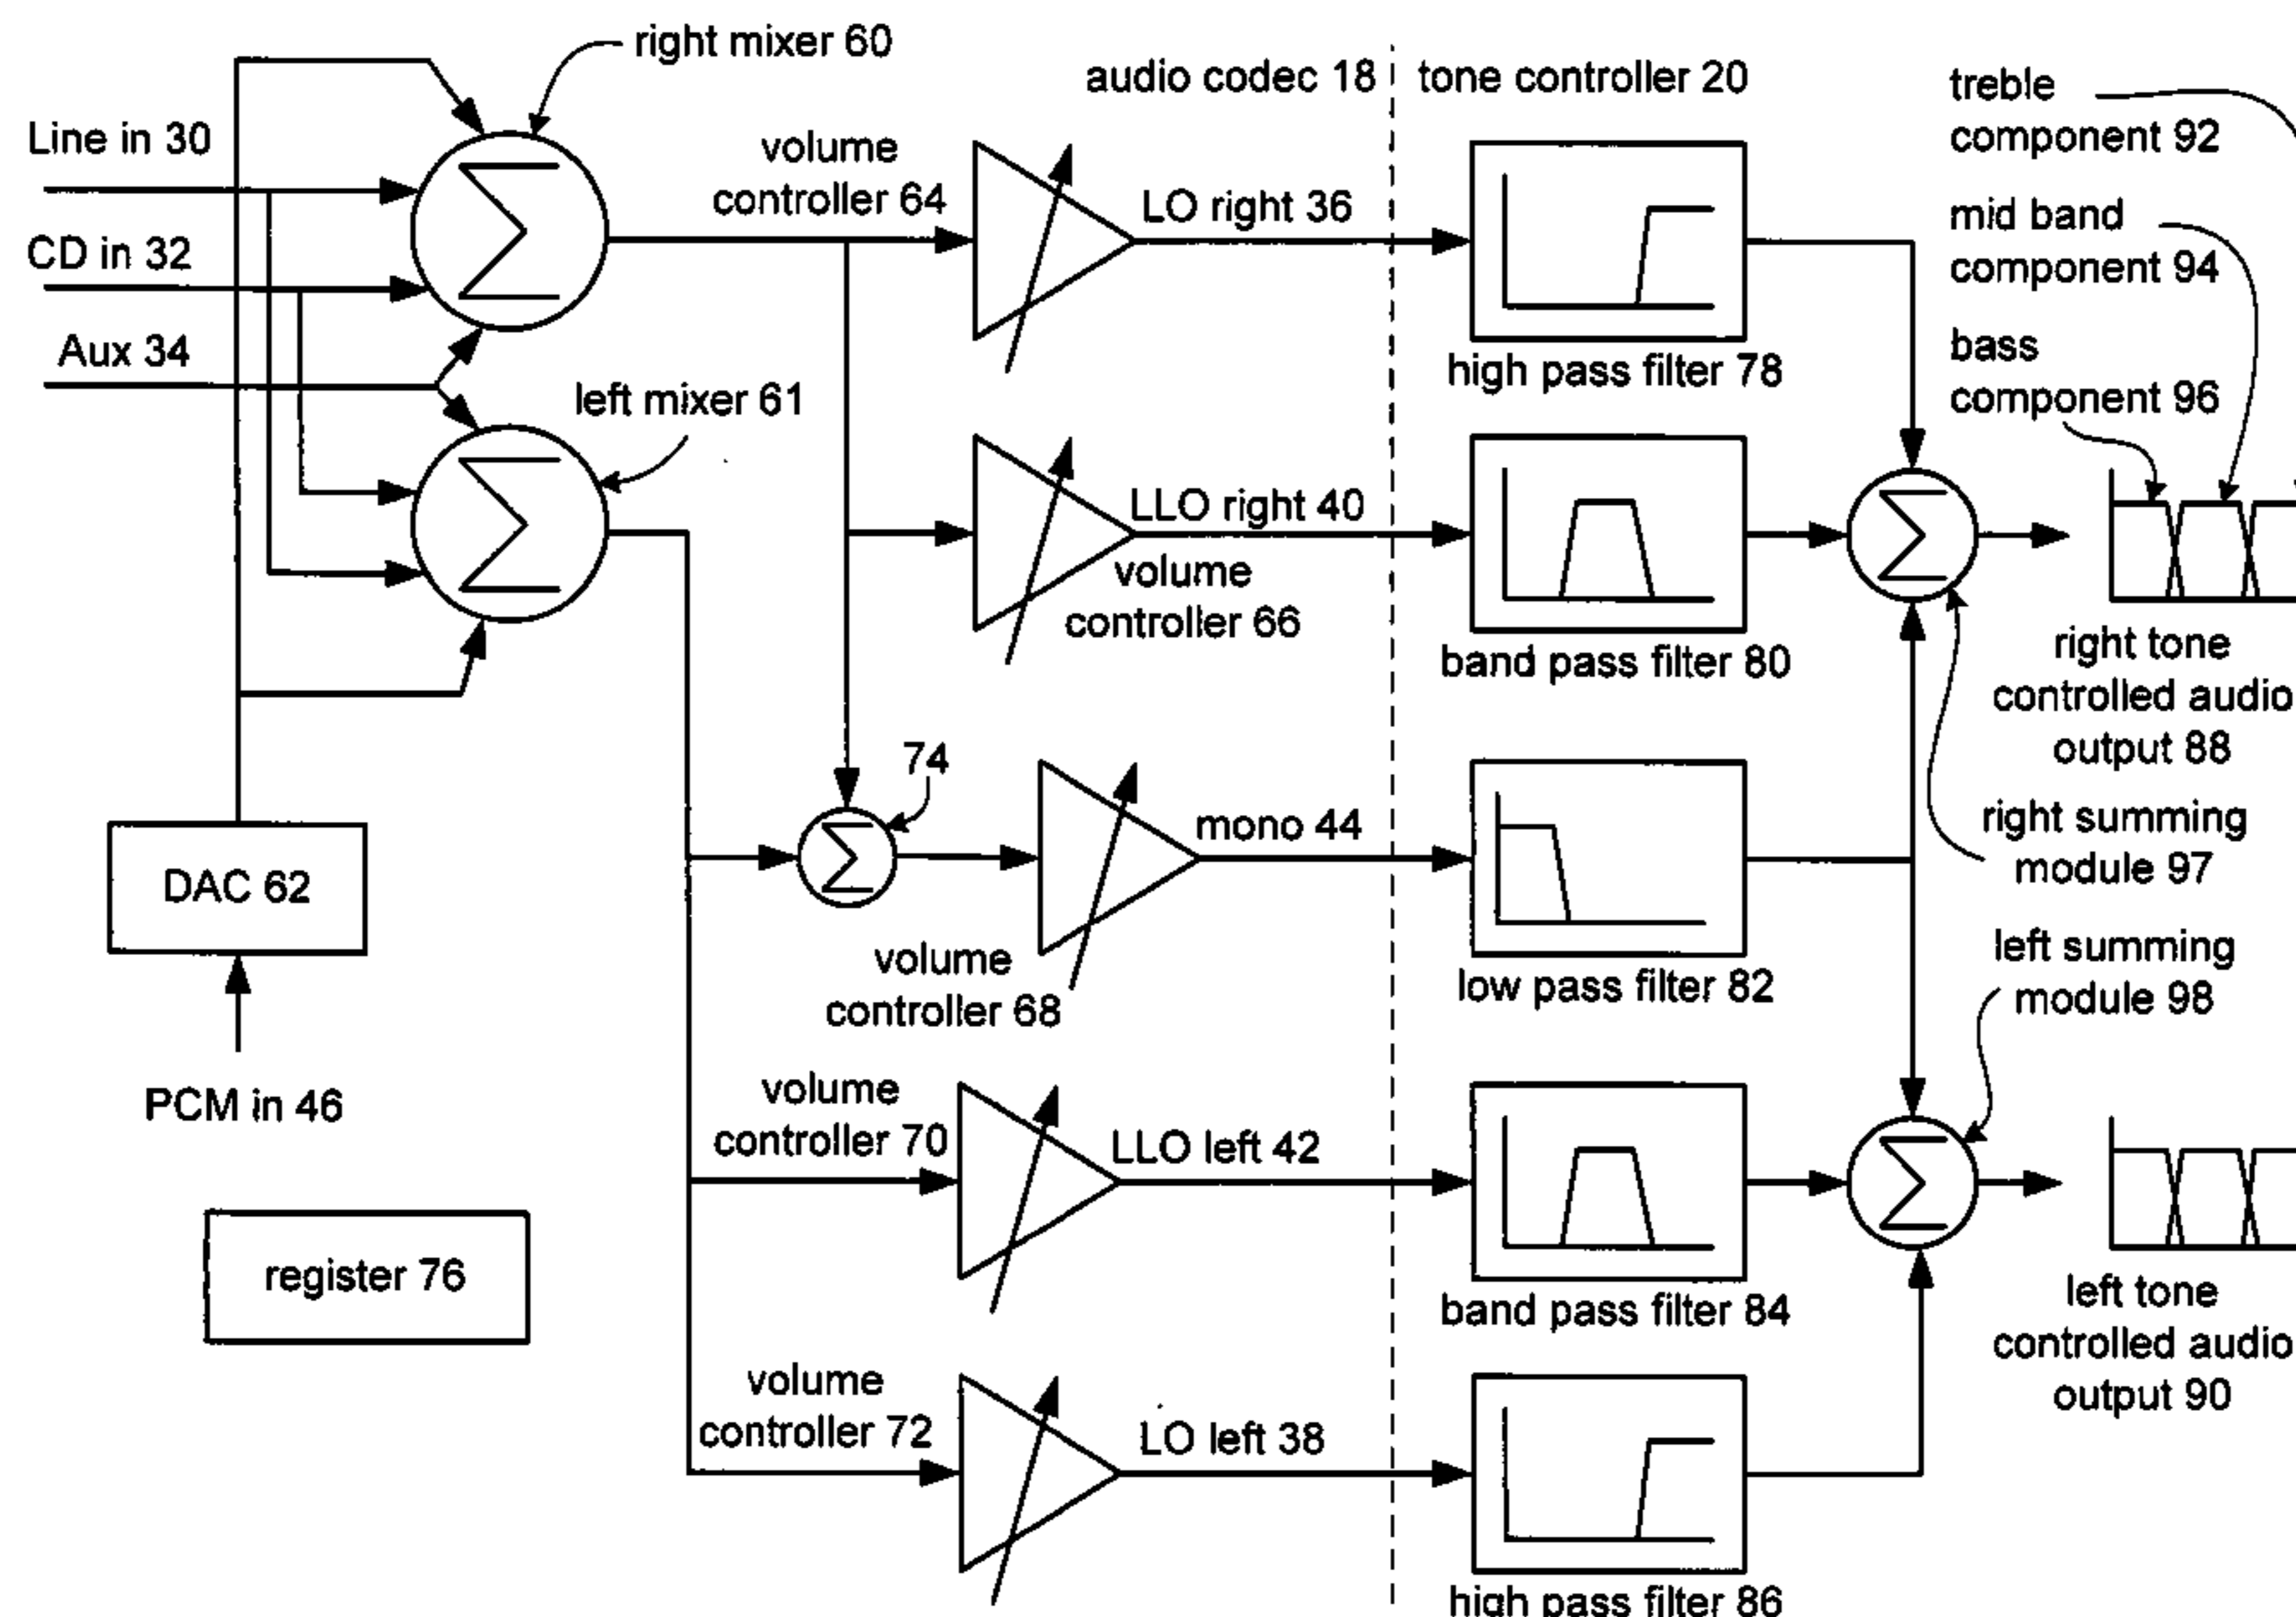 right mixer 60
audio codec 18
tone controller 20
treble
component 92
Line in 30
volume
controller 64
LO right 36
mid band
component 94
CD in 32
Aux 34
high pass filter 78
bass
component 96
left mixer 61
LLO right 40
volume
controller 66
band pass filter 80
right tone
controlled audio
output 88
74
mono 44
right summing
module 97
DAC 62
volume
controller 68
low pass filter 82
left summing
module 98
PCM in 46
volume
controller 70
LLO left 42
register 76
band pass filter 84
left tone
controlled audio
output 90
volume
controller 72
LO left 38
high pass filter 86